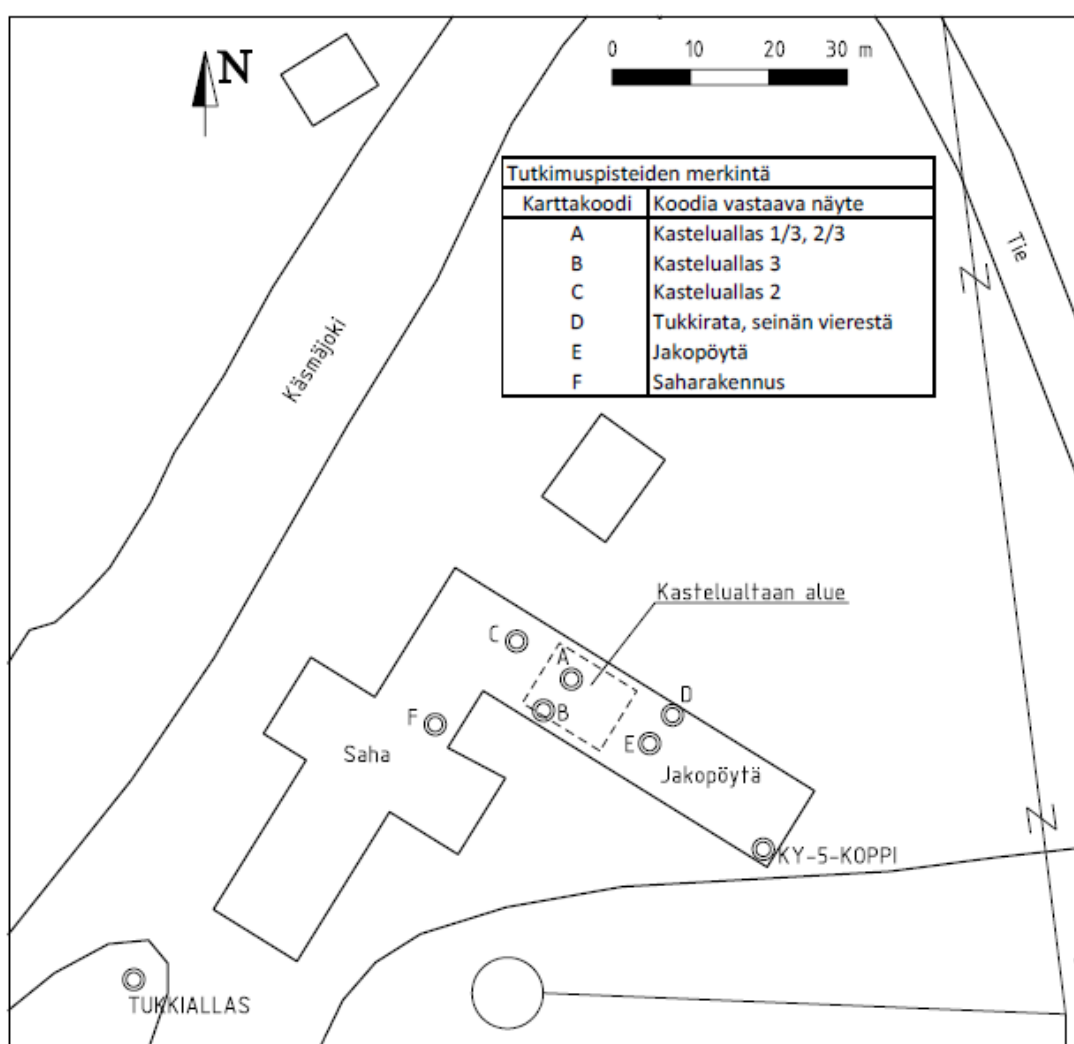 N
0 10 20 30 m
Tutkimuspisteiden merkintä
Karttakoodi Koodia vastaava näyte
A Kasteluallas 1/3, 2/3
B Kasteluallas 3
C Kasteluallas 2
D Tukkirata, seinän vierestä
E Jakopöytä
F Saharakennus
Tie
Käsmäjoki
Kastelualtaan alue
C
A
D
B
F
E
Saha
Jakopöytä
KY-5-KOPPI
TUKKIALLAS